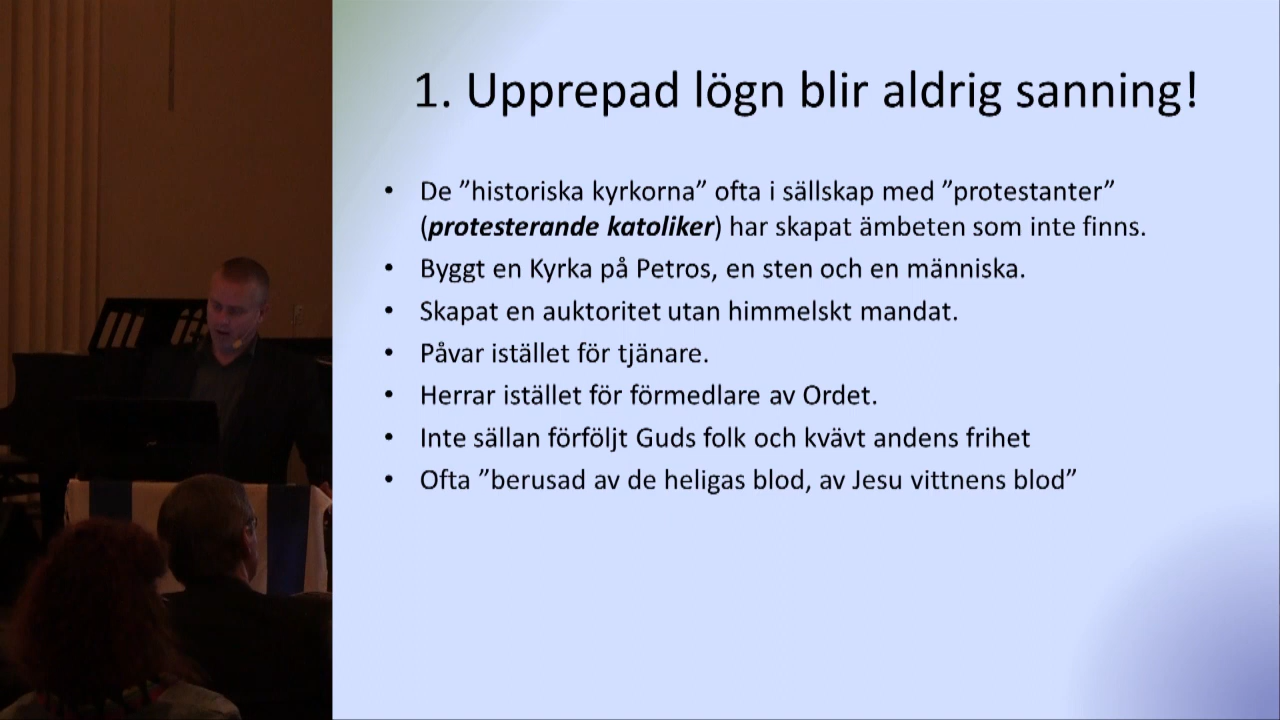 1. Upprepad lögn blir aldrig sanning!
• De ”historiska kyrkorna” ofta i sällskap med ”protestanter”
(protesterande katoliker) har skapat ämbeten som inte finns.
• Byggt en Kyrka på Petros, en sten och en människa.
• Skapat en auktoritet utan himmelskt mandat.
• Påvar istället för tjänare.
• Herrar istället för förmedlare av Ordet.
• Inte sällan förföljt Guds folk och kvävt andens frihet
• Ofta ”berusad av de heligas blod, av Jesu vittnens blod”